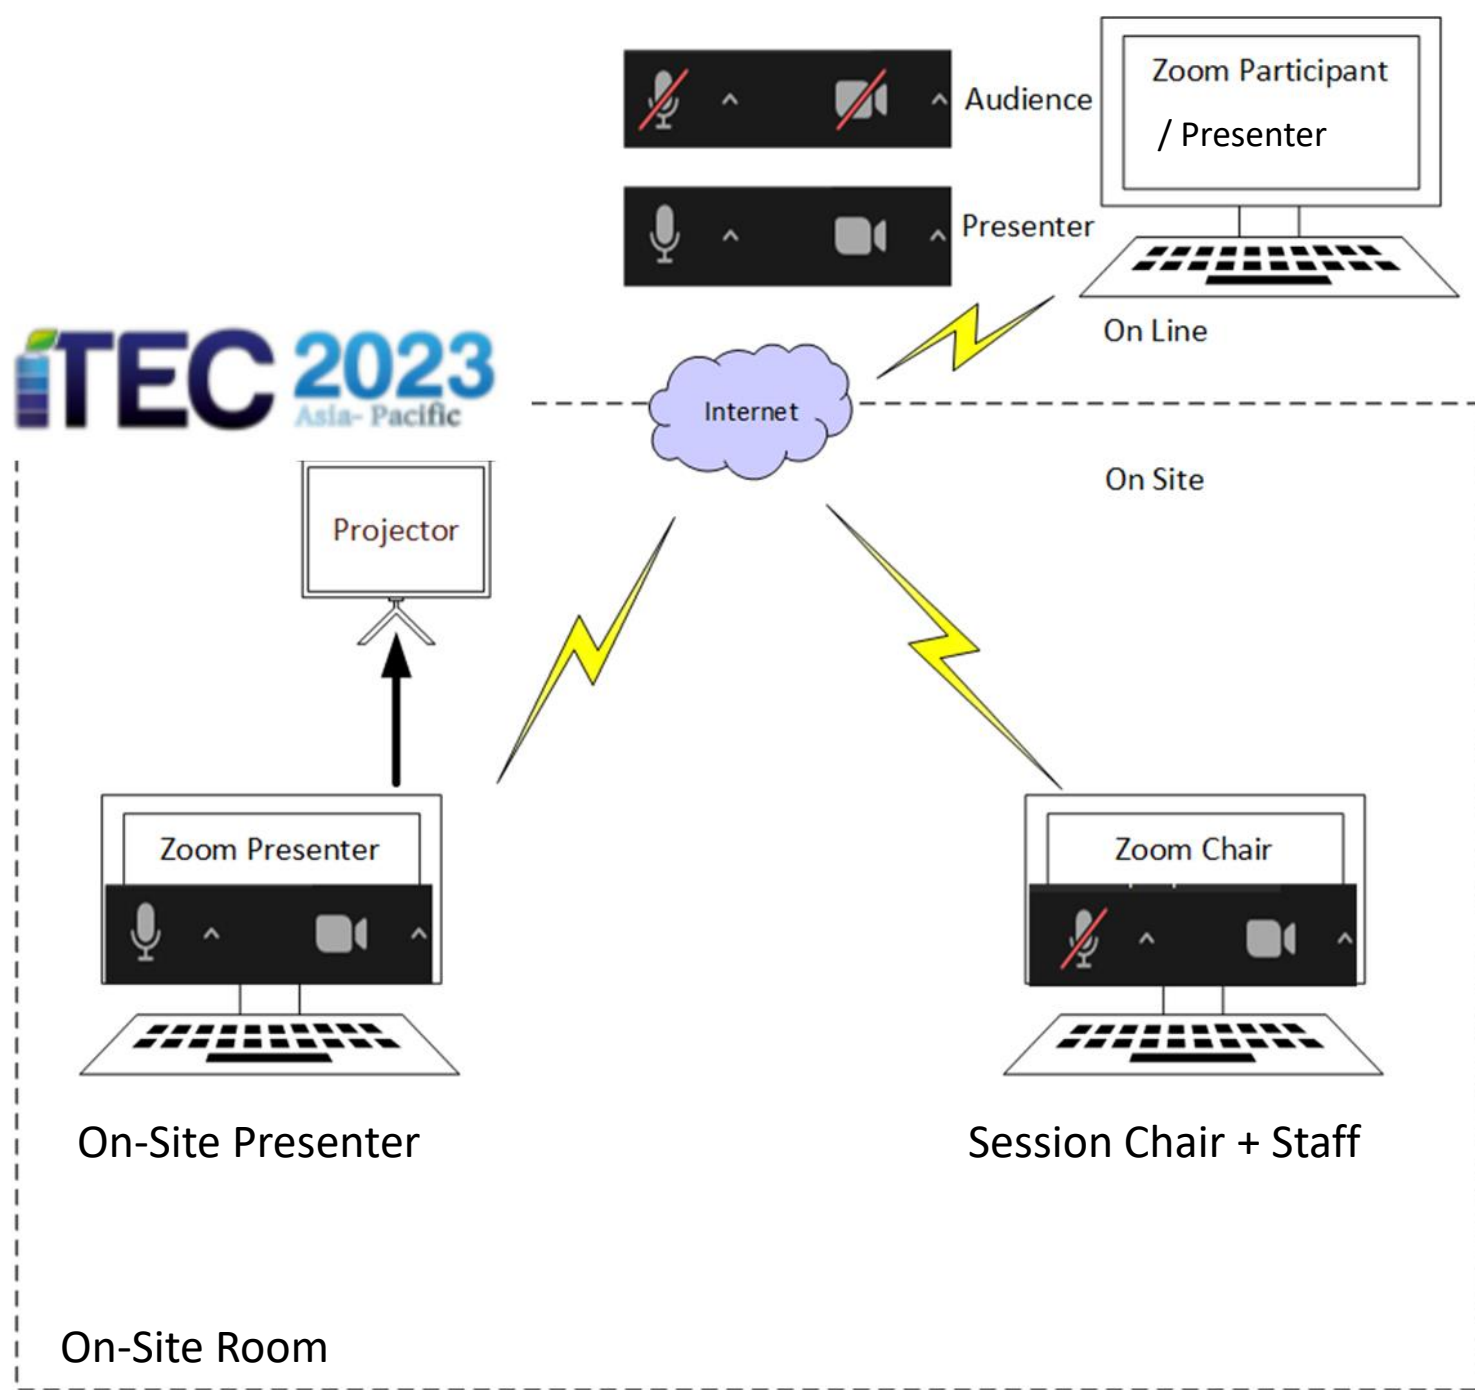 Zoom Participant
/ Presenter
Audience
Presenter
On Line
iTEC 2023
Asia- Pacific
Internet
On Site
Projector
Zoom Presenter
Zoom Chair
On-Site Presenter
Session Chair + Staff
On-Site Room